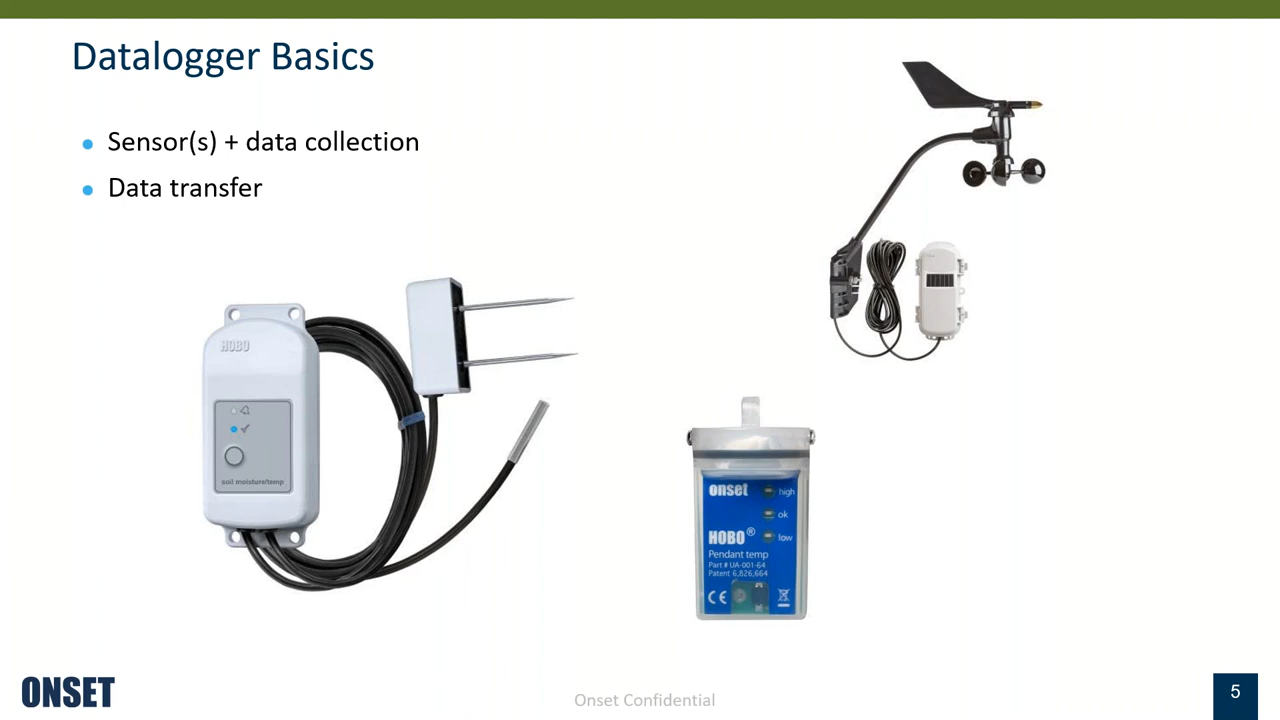 Datalogger Basics
Sensor(s) + data collection
Data transfer
HOBO
soil moisture/temp
onset
high
ok
HOBO®
low
Pendant temp
Part # UA-001-64
Patent 6,826,664
CE
ONSET
Onset Confidential
5